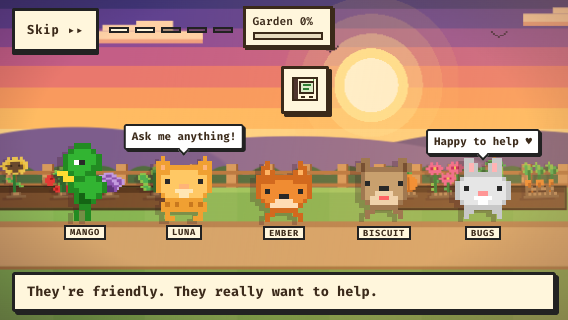 Skip ▸▸
Garden 0%
Ask me anything!
Happy to help ♥
MANGO
LUNA
EMBER
BISCUIT
BUGS
They're friendly. They really want to help.